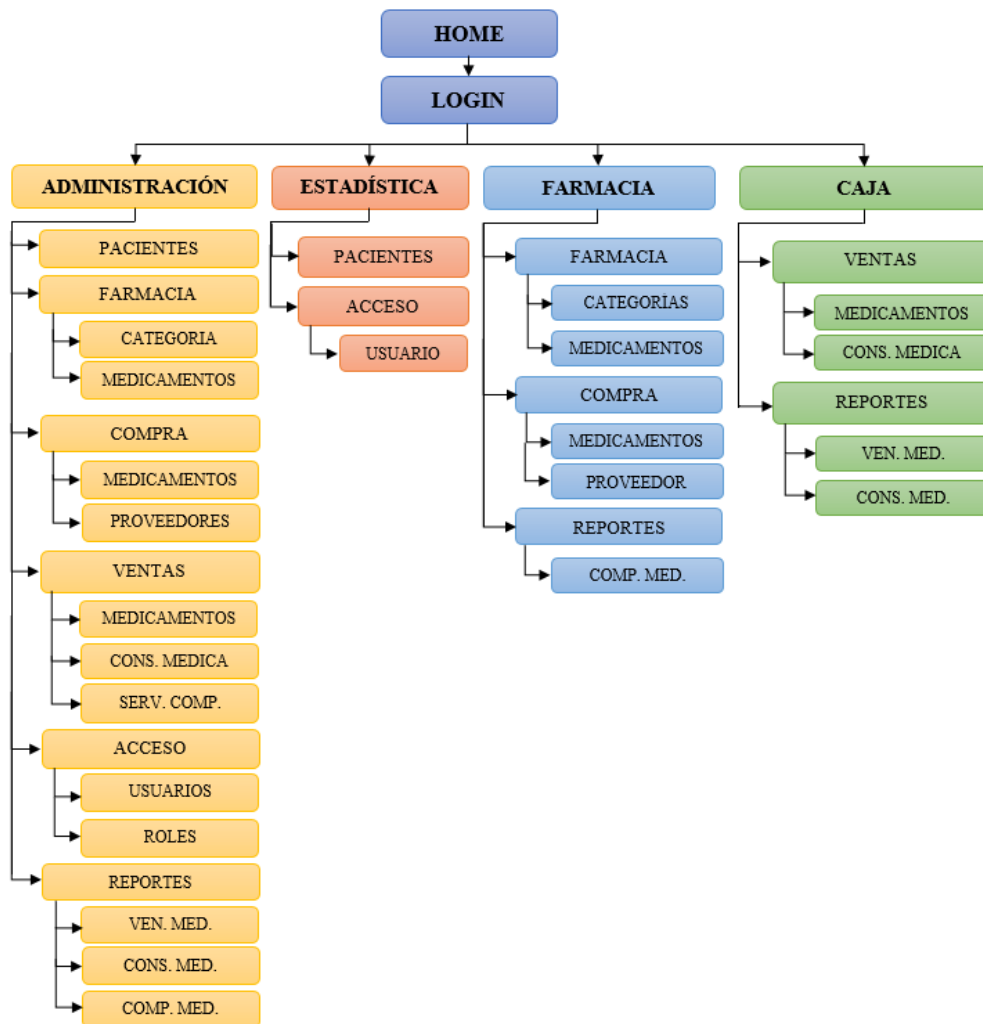 HOME
LOGIN
ADMINISTRACIÓN
PACIENTES
FARMACIA
CATEGORIA
MEDICAMENTOS
COMPRA
MEDICAMENTOS
PROVEEDORES
VENTAS
MEDICAMENTOS
CONS. MEDICA
SERV. COMP.
ACCESO
USUARIOS
ROLES
REPORTES
VEN. MED.
CONS. MED.
COMP. MED.
ESTADÍSTICA
PACIENTES
ACCESO
USUARIO
FARMACIA
FARMACIA
CATEGORÍAS
MEDICAMENTOS
COMPRA
MEDICAMENTOS
PROVEEDOR
REPORTES
COMP. MED.
CAJA
VENTAS
MEDICAMENTOS
CONS. MEDICA
REPORTES
VEN. MED.
CONS. MED.